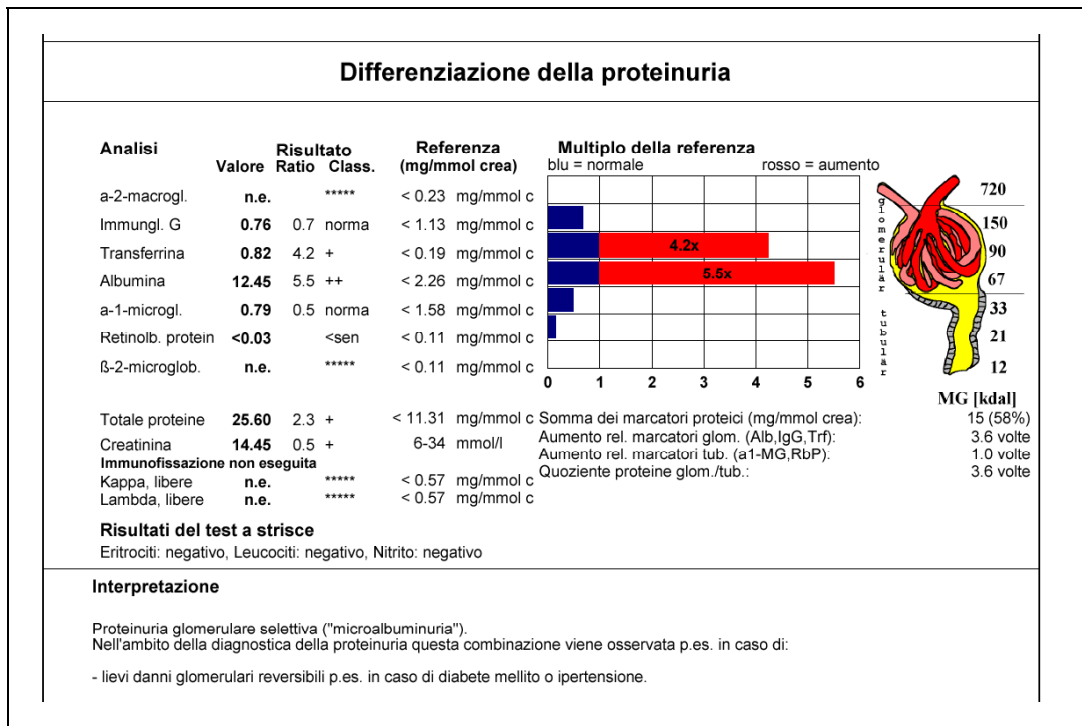 Differenziazione della proteinuria
Analisi Risultato Referenza Multiplo della referenza
Valore Ratio Class. (mg/mmol crea) blu = normale rosso = aumento
a-2-macrogl. n.e. ***** < 0.23 mg/mmol c
Immungl. G 0.76 0.7 norma < 1.13 mg/mmol c
Transferrina 0.82 4.2 + < 0.19 mg/mmol c
Albumina 12.45 5.5 ++ < 2.26 mg/mmol c
a-1-microgl. 0.79 0.5 norma < 1.58 mg/mmol c
Retinolb. protein <0.03 <sen < 0.11 mg/mmol c
ß-2-microglob. n.e. ***** < 0.11 mg/mmol c
4.2x
5.5x
0 1 2 3 4 5 6
glomerulär
tubulär
720
150
90
67
33
21
12
MG [kdal]
Totale proteine 25.60 2.3 + < 11.31 mg/mmol c
Creatinina 14.45 0.5 + 6-34 mmol/l
Immunofissazione non eseguita
Kappa, libere n.e. ***** < 0.57 mg/mmol c
Lambda, libere n.e. ***** < 0.57 mg/mmol c
Somma dei marcatori proteici (mg/mmol crea): 15 (58%)
Aumento rel. marcatori glom. (Alb,IgG,Trf): 3.6 volte
Aumento rel. marcatori tub. (a1-MG,RbP): 1.0 volte
Quoziente proteine glom./tub.: 3.6 volte
Risultati del test a strisce
Eritrociti: negativo, Leucociti: negativo, Nitrito: negativo
Interpretazione
Proteinuria glomerulare selettiva ("microalbuminuria").
Nell'ambito della diagnostica della proteinuria questa combinazione viene osservata p.es. in caso di:
- lievi danni glomerulari reversibili p.es. in caso di diabete mellito o ipertensione.